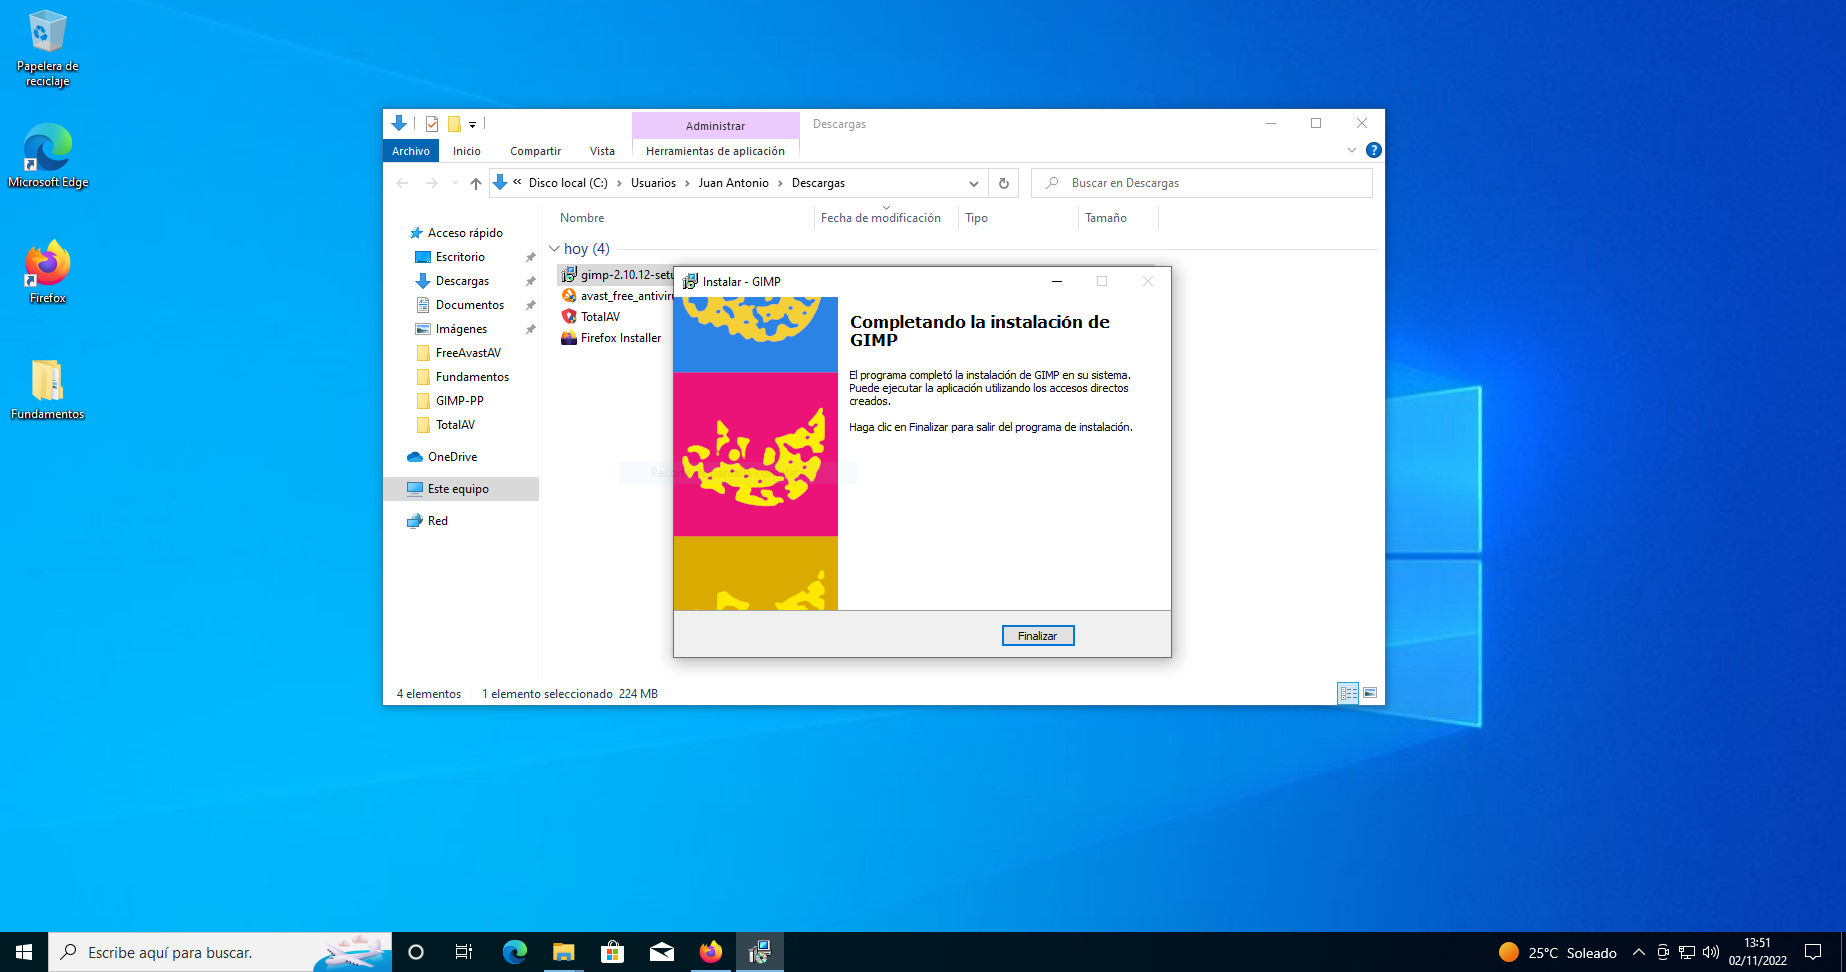 Papelera de
reciclaje
Microsoft Edge
Firefox
Fundamentos
Administrar
Descargas
Archivo
Inicio
Compartir
Vista
Herramientas de aplicación
« Disco local (C:) › Usuarios › Juan Antonio › Descargas
Buscar en Descargas
Nombre
Fecha de modificación
Tipo
Tamaño
Acceso rápido
Escritorio
Descargas
Documentos
Imágenes
FreeAvastAV
Fundamentos
GIMP-PP
TotalAV
OneDrive
Este equipo
Red
hoy (4)
gimp-2.10.12-setu
avast_free_antiviru
TotalAV
Firefox Installer
Instalar - GIMP
Completando la instalación de
GIMP
El programa completó la instalación de GIMP en su sistema.
Puede ejecutar la aplicación utilizando los accesos directos
creados.
Haga clic en Finalizar para salir del programa de instalación.
Finalizar
4 elementos
1 elemento seleccionado 224 MB
Escribe aquí para buscar.
25°C Soleado
13:51
02/11/2022